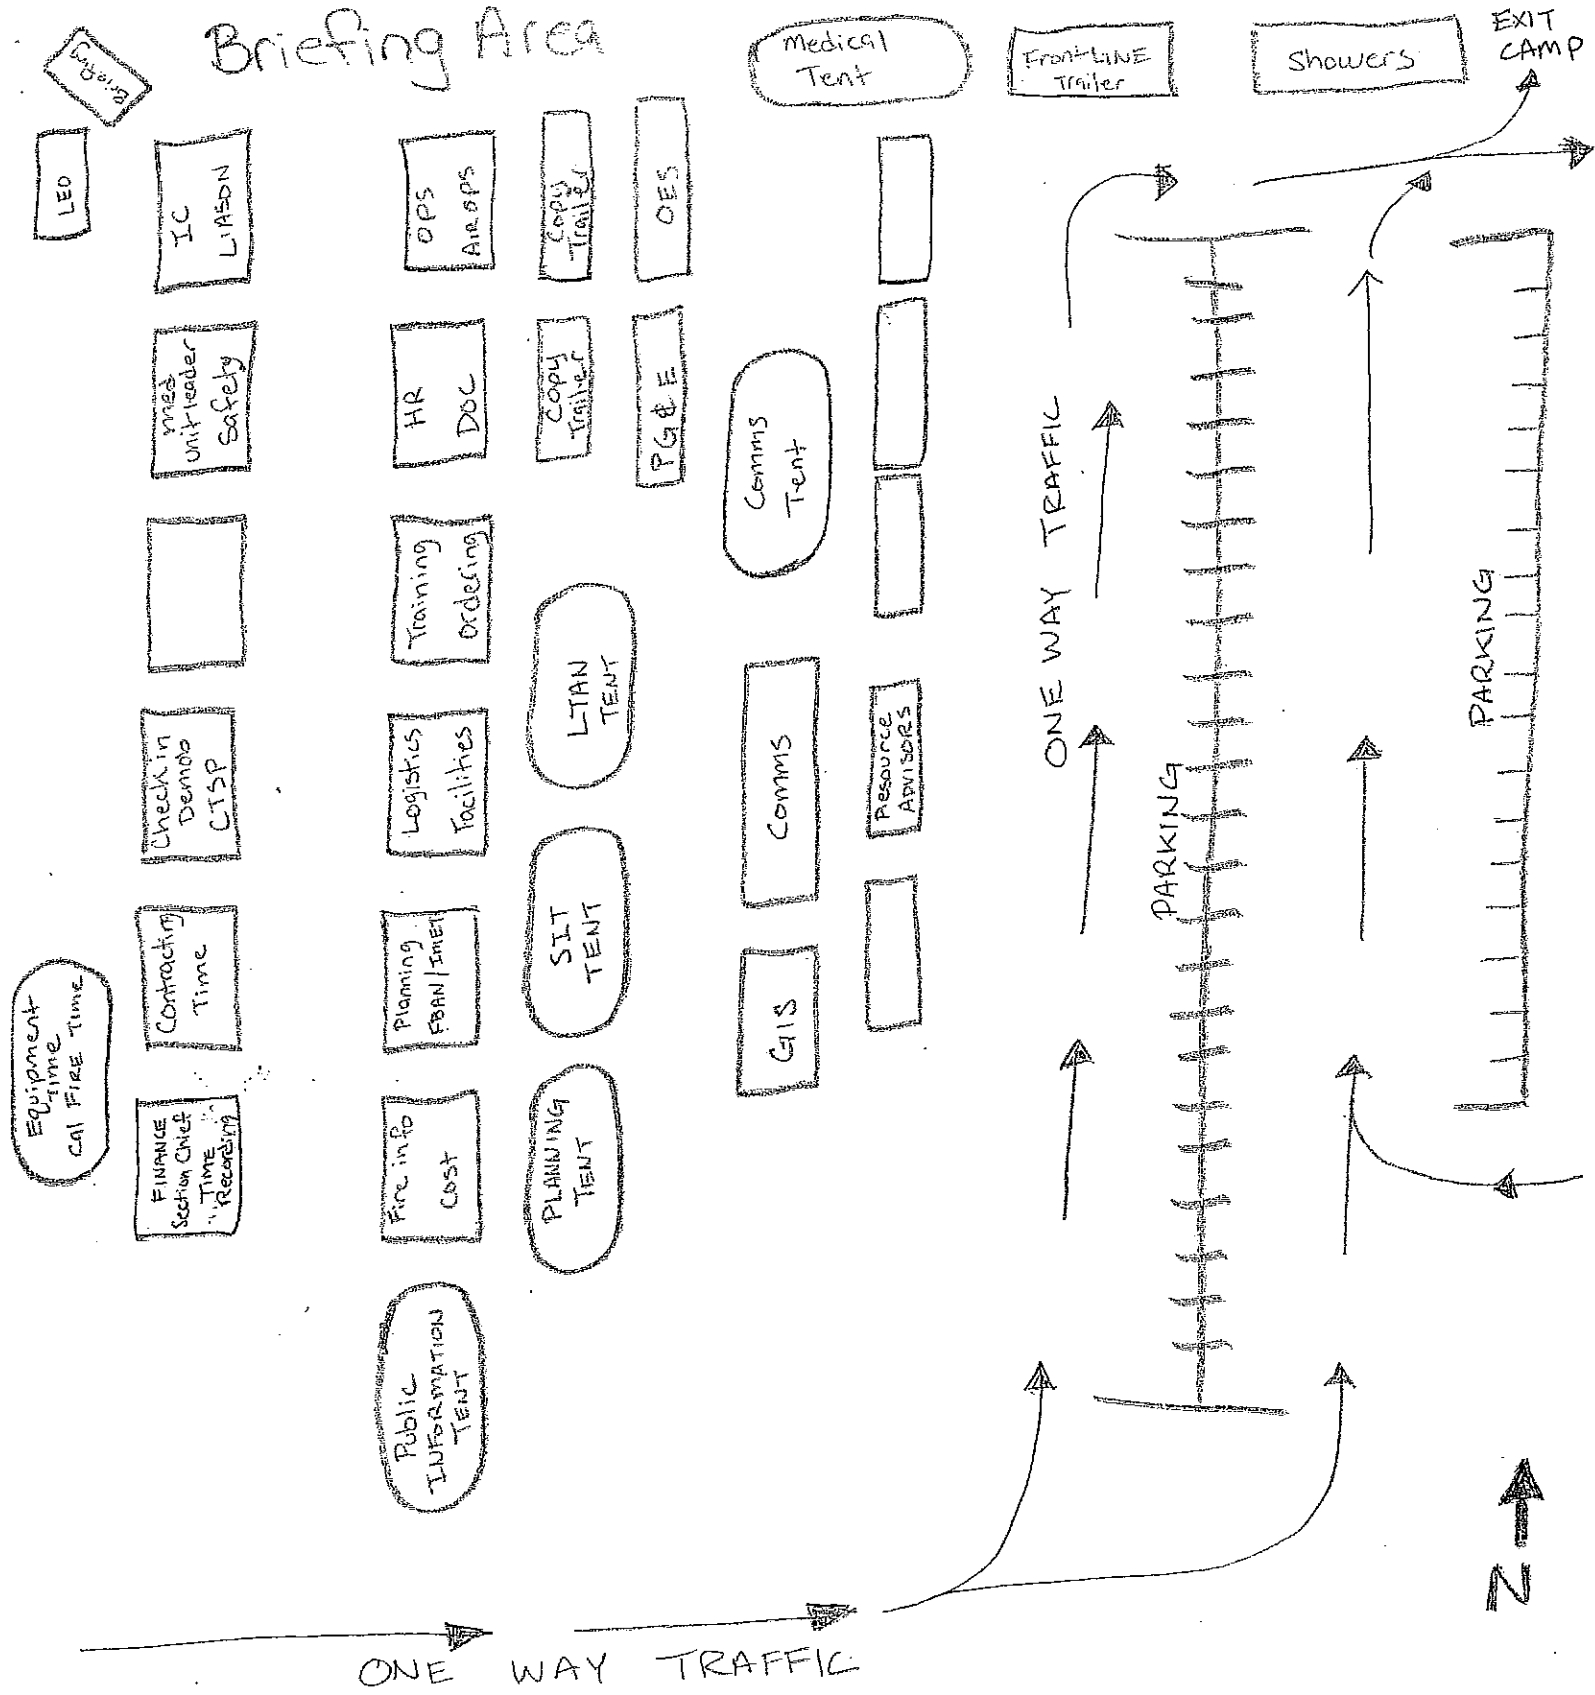 Briefing Area
Briefing
Medical
Tent
FrontLINE
Trailer
Showers
EXIT
CAMP
LEO
IC
LIASON
OPS
AIR OPS
Copy
Trailer
OES
med
unit leader
Safety
HR
DOC
Copy
Trailer
PG&E
Comms
Tent
Training
Ordering
LTAN
TENT
Check in
Demob
CTSP
Logistics
Facilities
Comms
Resource
ADVISORS
ONE WAY TRAFFIC
PARKING
PARKING
Equipment
Time
Cal FIRE Time
Contracting
Time
Planning
FBAN/IMET
SIT
TENT
GIS
FINANCE
Section Chief
TIME
Recording
Fire info
Cost
PLANNING
TENT
Public
INFORMATION
TENT
N
ONE WAY TRAFFIC